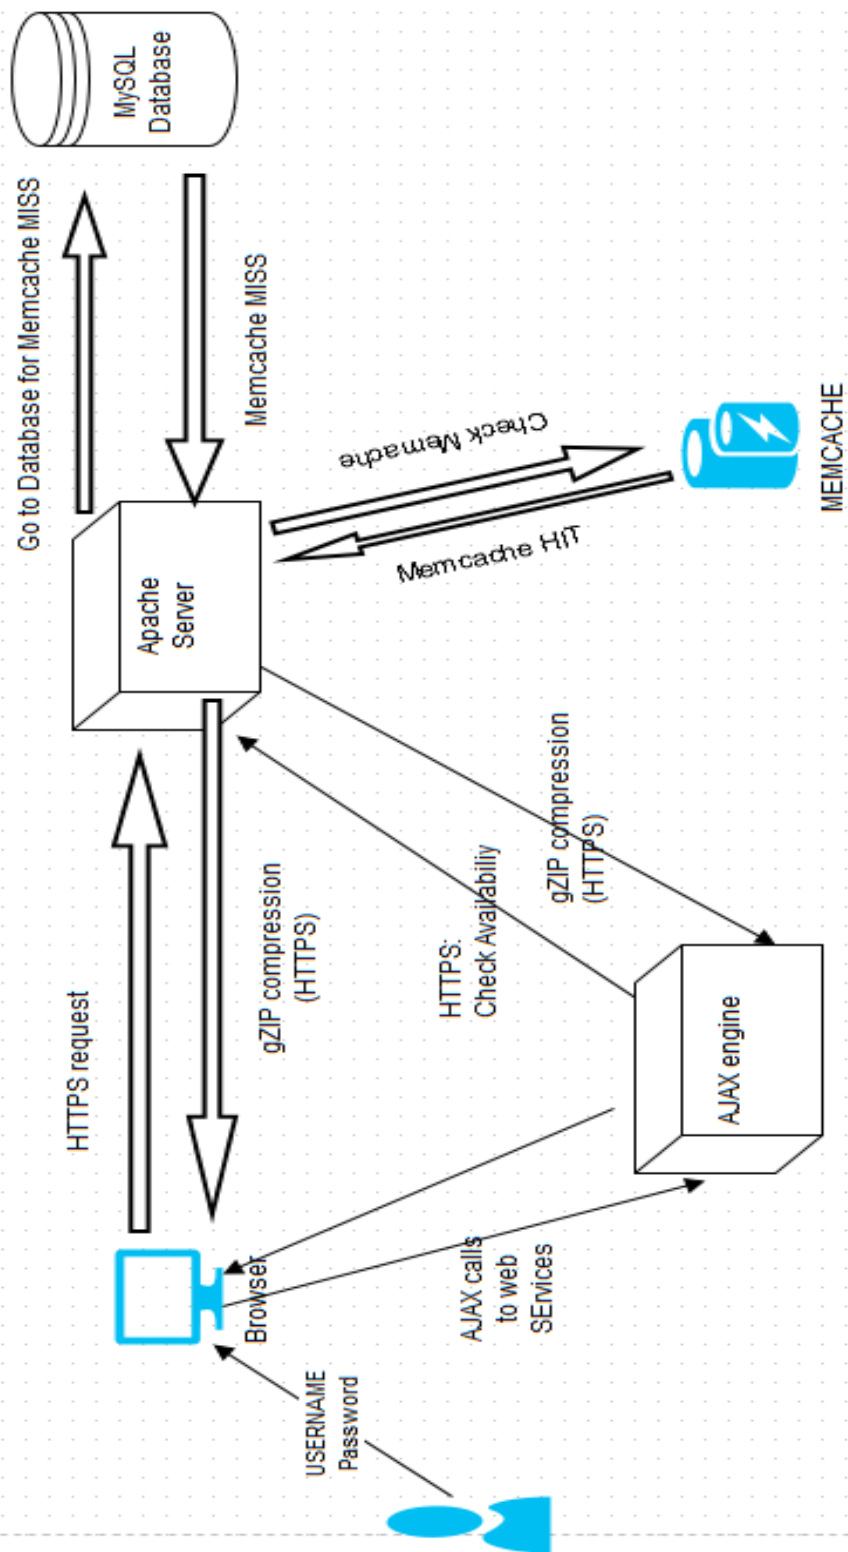 USERNAME
Password
Browser
HTTPS request
gZIP compression
(HTTPS)
AJAX calls
to web
SErvices
AJAX engine
HTTPS:
Check Availabiliy
gZIP compression
(HTTPS)
Apache
Server
Go to Database for Memcache MISS
Memcache MISS
MySQL
Database
Check Memache
Memcache HIT
MEMCACHE